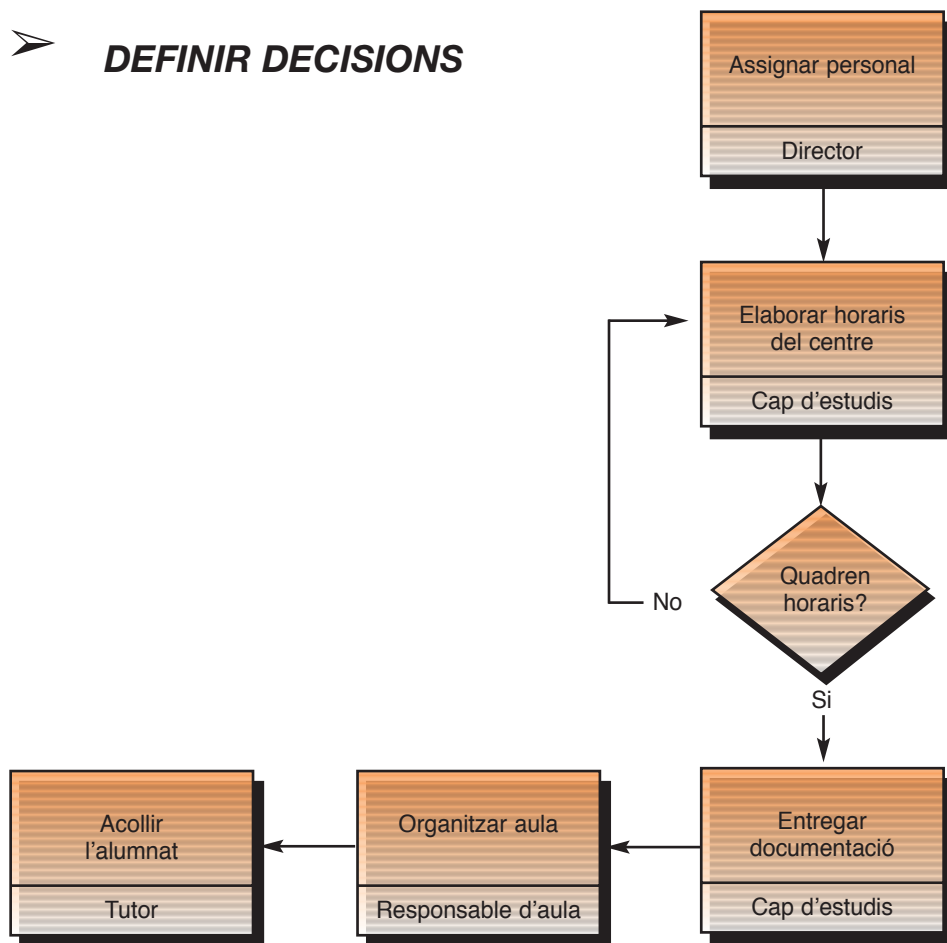 DEFINIR DECISIONS
Assignar personal
Director
Elaborar horaris
del centre
Cap d'estudis
Quadren
horaris?
No
Si
Entregar
documentació
Cap d'estudis
Organitzar aula
Responsable d'aula
Acollir
l'alumnat
Tutor